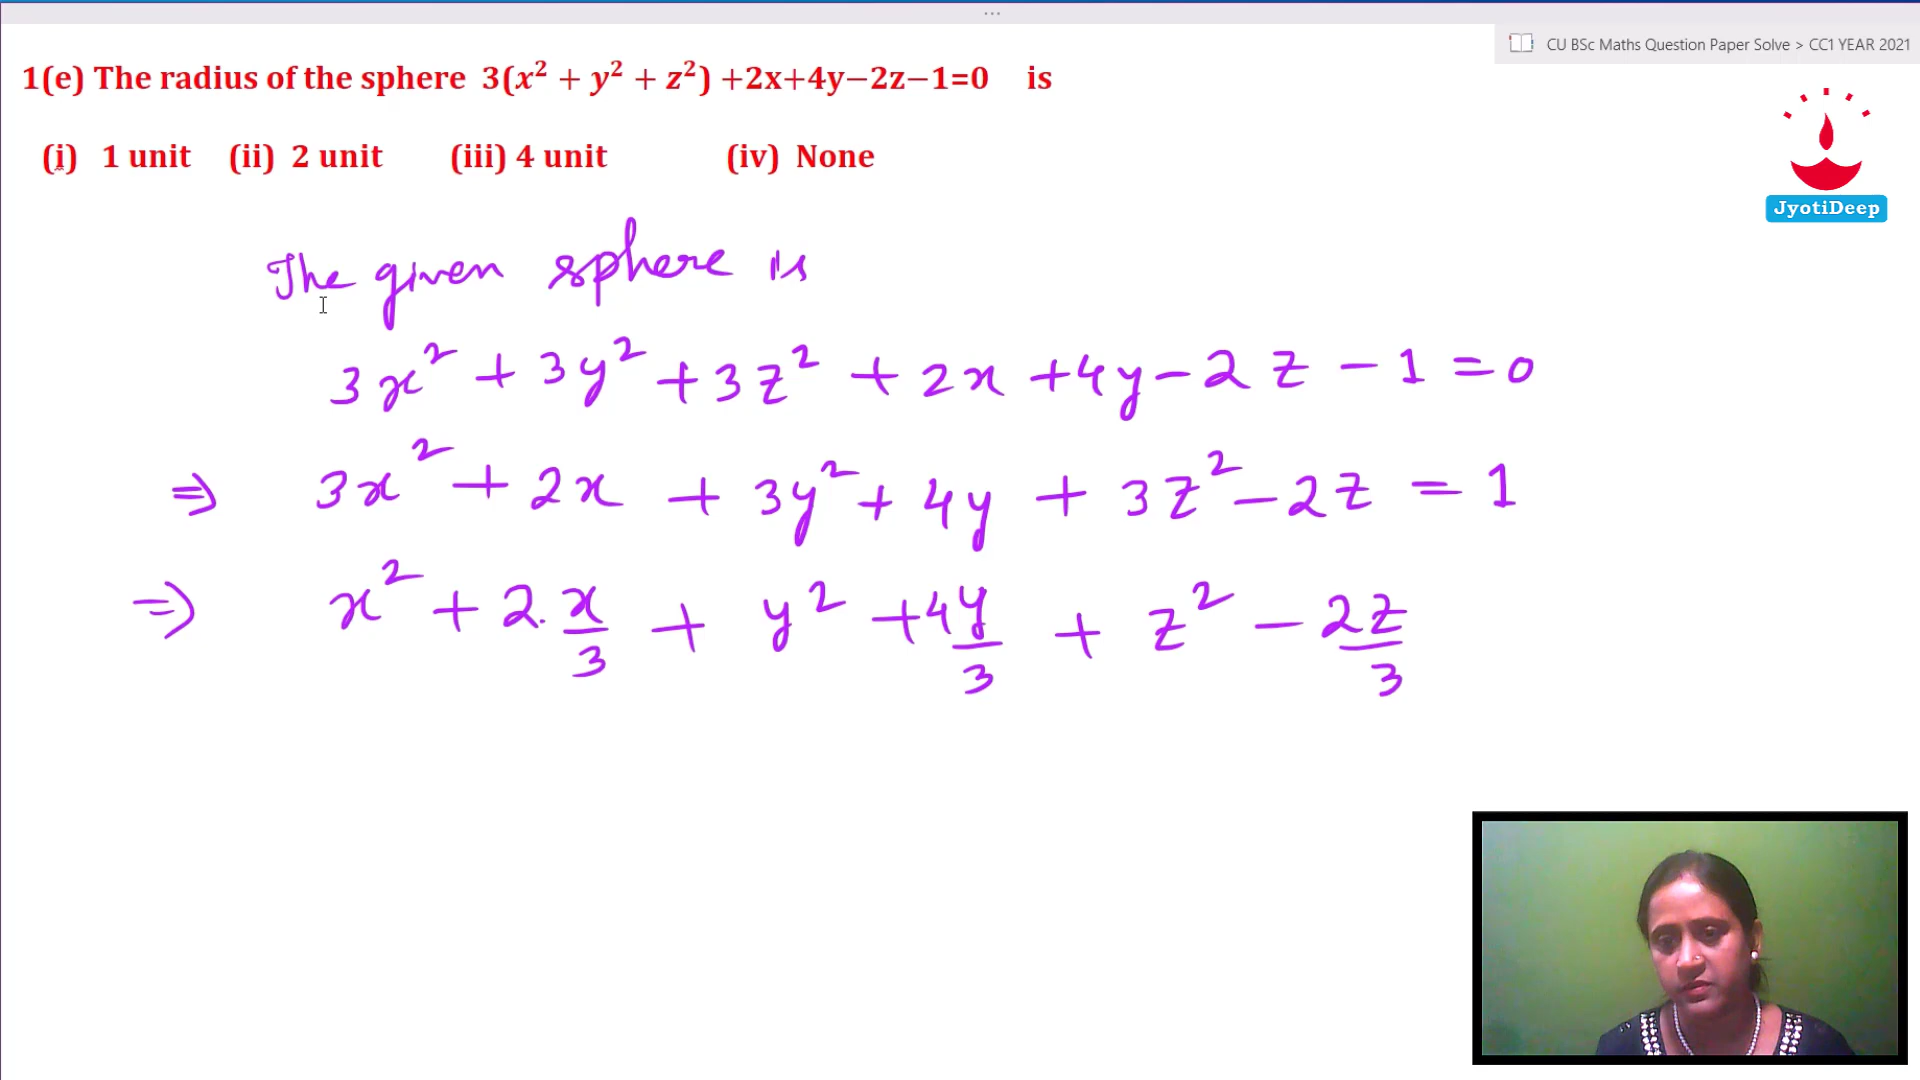 CU BSc Maths Question Paper Solve > CC1 YEAR 2021
1(e) The radius of the sphere 3(x² + y² + z²) +2x+4y−2z−1=0 is
(i) 1 unit (ii) 2 unit (iii) 4 unit (iv) None
JyotiDeep
The given sphere is
3x² + 3y² + 3z² + 2x + 4y − 2z − 1 = 0
⇒ 3x² + 2x + 3y² + 4y + 3z² − 2z = 1
⇒ x² + 2. x/3 + y² + 4y/3 + z² − 2z/3